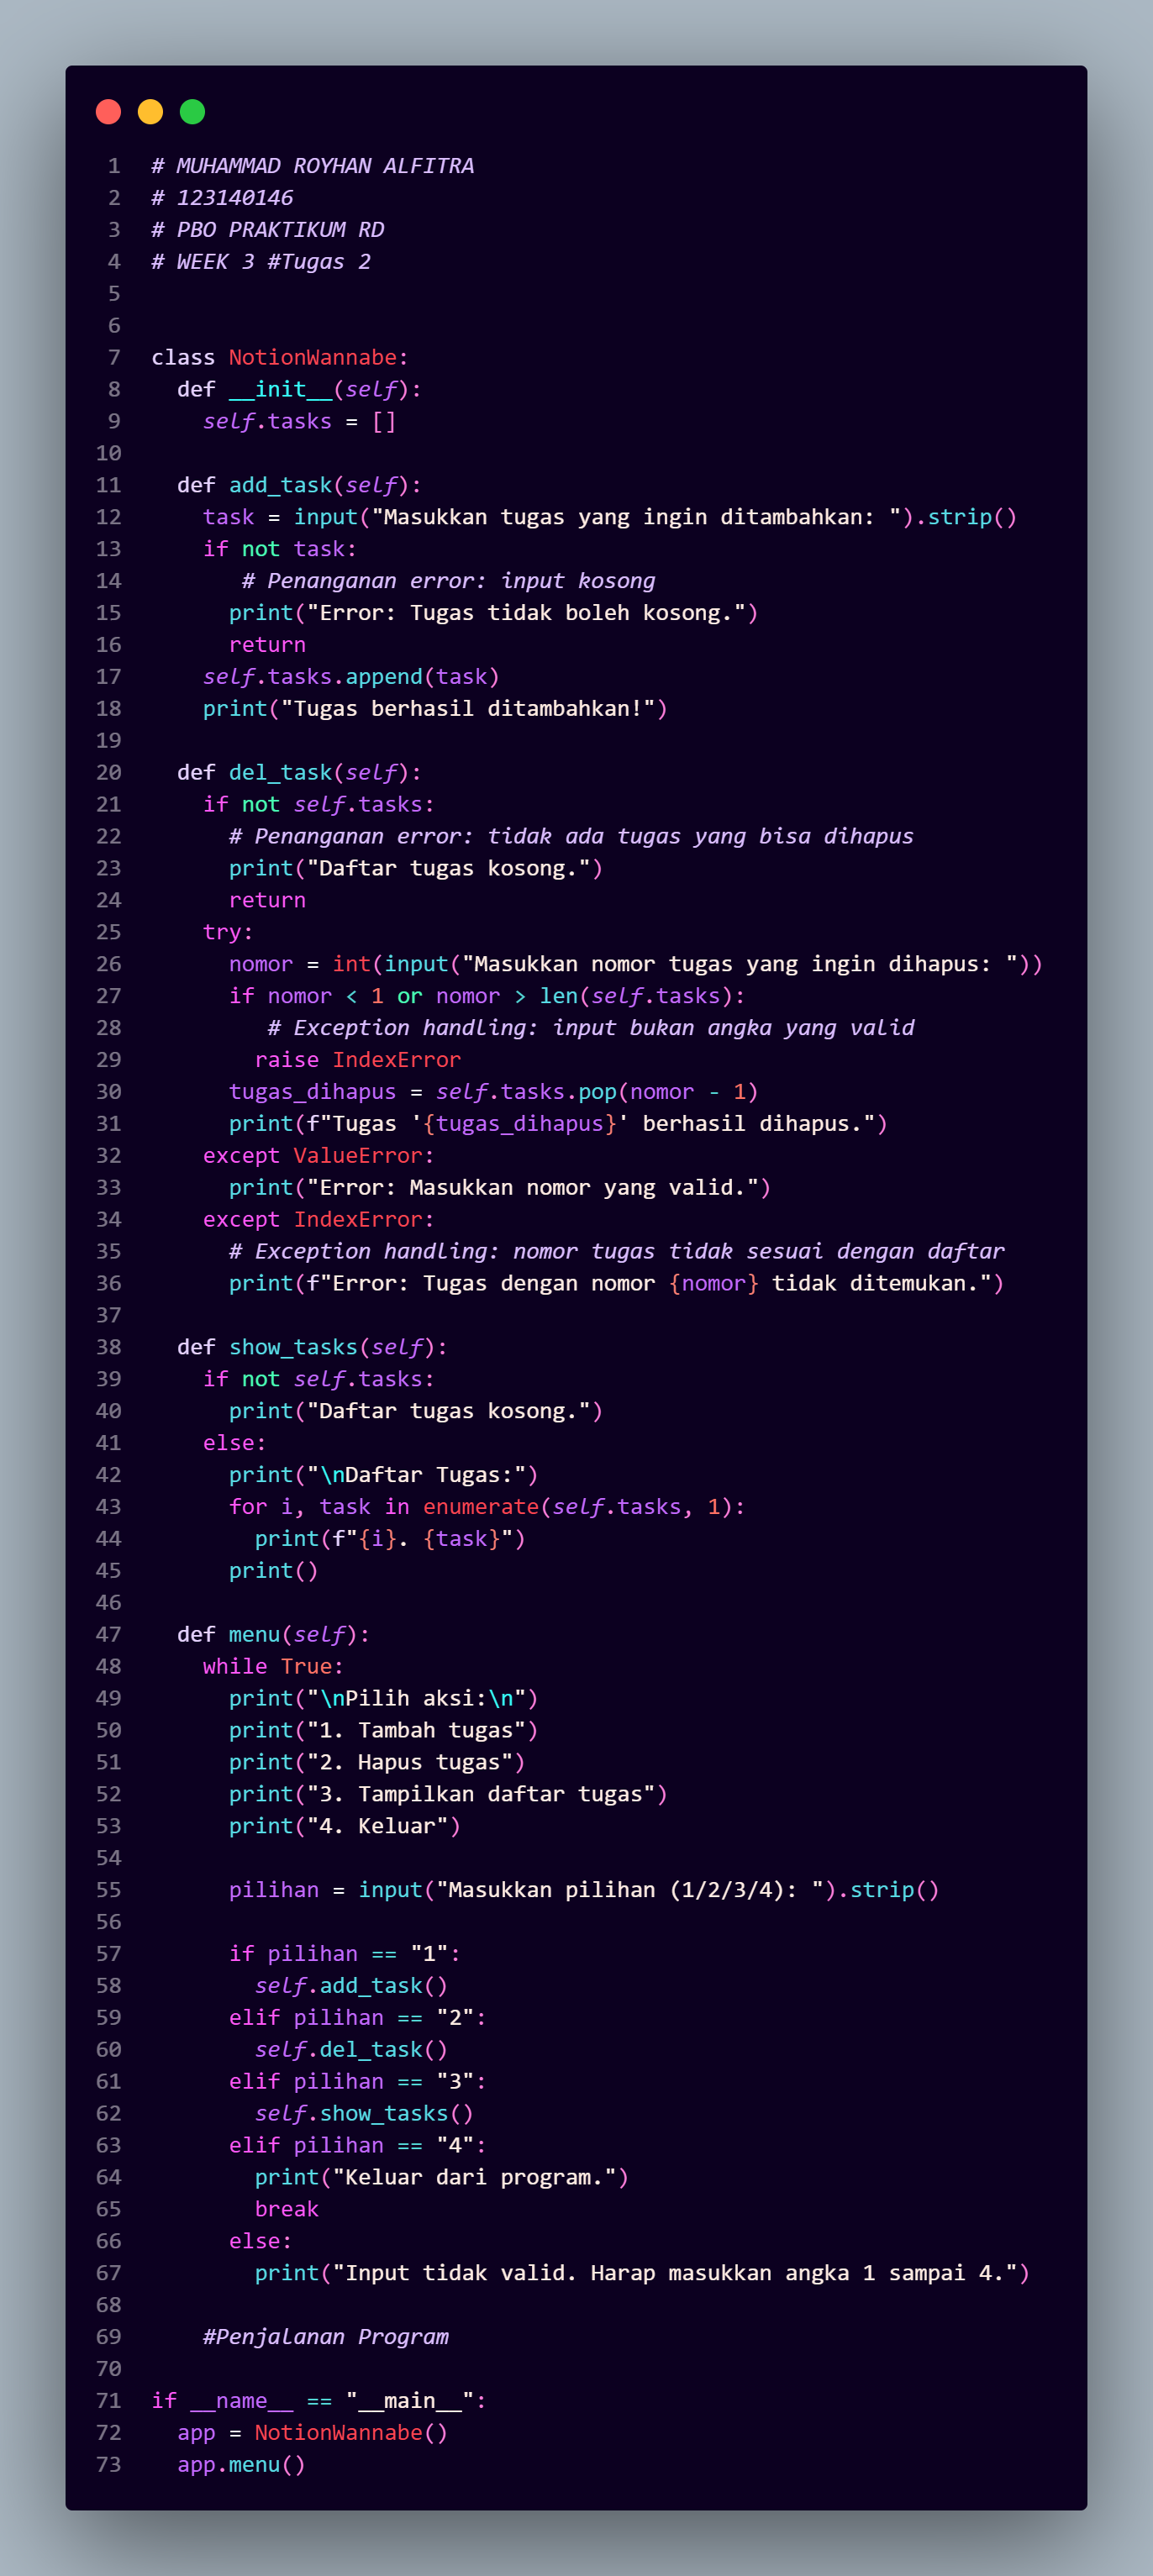 1 # MUHAMMAD ROYHAN ALFITRA
2 # 123140146
3 # PBO PRAKTIKUM RD
4 # WEEK 3 #Tugas 2
5
6
7 class NotionWannabe:
8   def __init__(self):
9     self.tasks = []
10
11   def add_task(self):
12     task = input("Masukkan tugas yang ingin ditambahkan: ").strip()
13     if not task:
14        # Penanganan error: input kosong
15       print("Error: Tugas tidak boleh kosong.")
16       return
17     self.tasks.append(task)
18     print("Tugas berhasil ditambahkan!")
19
20   def del_task(self):
21     if not self.tasks:
22       # Penanganan error: tidak ada tugas yang bisa dihapus
23       print("Daftar tugas kosong.")
24       return
25     try:
26       nomor = int(input("Masukkan nomor tugas yang ingin dihapus: "))
27       if nomor < 1 or nomor > len(self.tasks):
28          # Exception handling: input bukan angka yang valid
29         raise IndexError
30       tugas_dihapus = self.tasks.pop(nomor - 1)
31       print(f"Tugas '{tugas_dihapus}' berhasil dihapus.")
32     except ValueError:
33       print("Error: Masukkan nomor yang valid.")
34     except IndexError:
35       # Exception handling: nomor tugas tidak sesuai dengan daftar
36       print(f"Error: Tugas dengan nomor {nomor} tidak ditemukan.")
37
38   def show_tasks(self):
39     if not self.tasks:
40       print("Daftar tugas kosong.")
41     else:
42       print("\nDaftar Tugas:")
43       for i, task in enumerate(self.tasks, 1):
44         print(f"{i}. {task}")
45       print()
46
47   def menu(self):
48     while True:
49       print("\nPilih aksi:\n")
50       print("1. Tambah tugas")
51       print("2. Hapus tugas")
52       print("3. Tampilkan daftar tugas")
53       print("4. Keluar")
54
55       pilihan = input("Masukkan pilihan (1/2/3/4): ").strip()
56
57       if pilihan == "1":
58         self.add_task()
59       elif pilihan == "2":
60         self.del_task()
61       elif pilihan == "3":
62         self.show_tasks()
63       elif pilihan == "4":
64         print("Keluar dari program.")
65         break
66       else:
67         print("Input tidak valid. Harap masukkan angka 1 sampai 4.")
68
69     #Penjalanan Program
70
71 if __name__ == "__main__":
72   app = NotionWannabe()
73   app.menu()